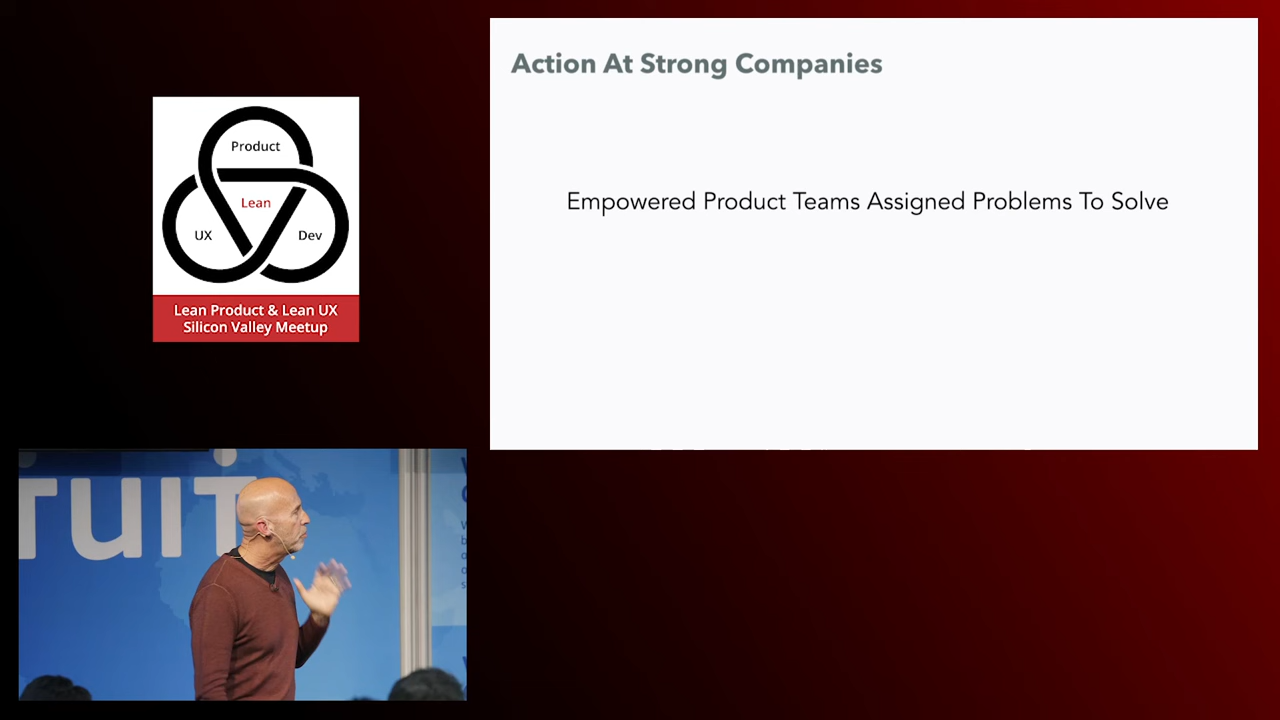 Action At Strong Companies
Empowered Product Teams Assigned Problems To Solve
Product
Lean
UX
Dev
Lean Product & Lean UX
Silicon Valley Meetup
tuit